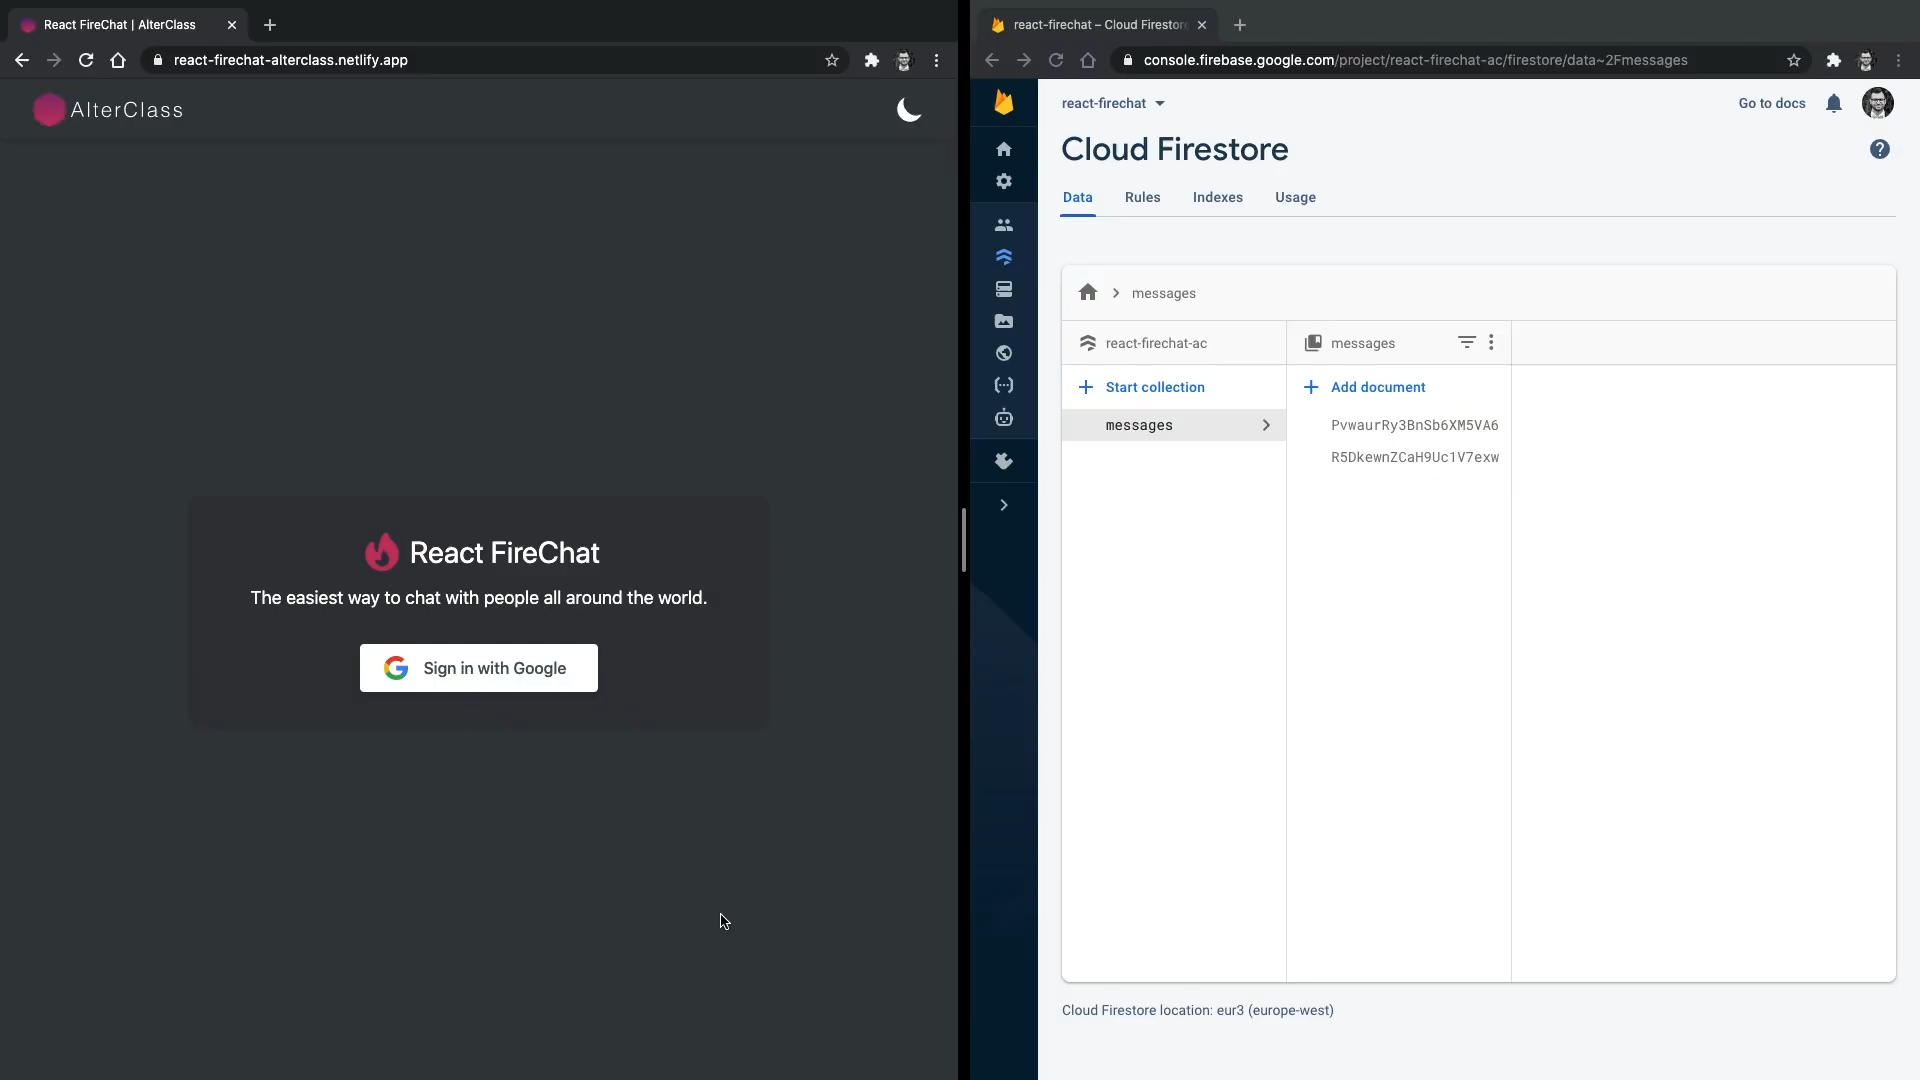 React FireChat | AlterClass
react-firechat-alterclass.netlify.app
AlterClass
React FireChat
The easiest way to chat with people all around the world.
Sign in with Google
react-firechat – Cloud Firestor
console.firebase.google.com/project/react-firechat-ac/firestore/data~2Fmessages
react-firechat
Go to docs
Cloud Firestore
Data
Rules
Indexes
Usage
messages
react-firechat-ac
messages
Start collection
Add document
messages
PvwaurRy3BnSb6XM5VA6
R5DkewnZCaH9Uc1V7exw
Cloud Firestore location: eur3 (europe-west)